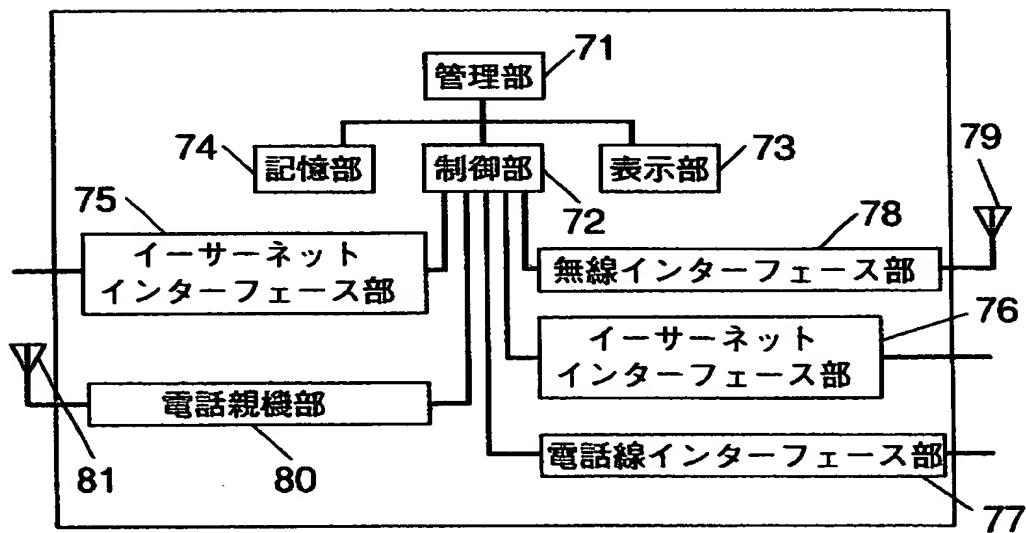 71
管理部
74
記憶部
制御部
表示部
73
79
75
72
78
イーサーネット
インターフェース部
無線インターフェース部
76
イーサーネット
インターフェース部
電話親機部
81
80
電話線インターフェース部
77